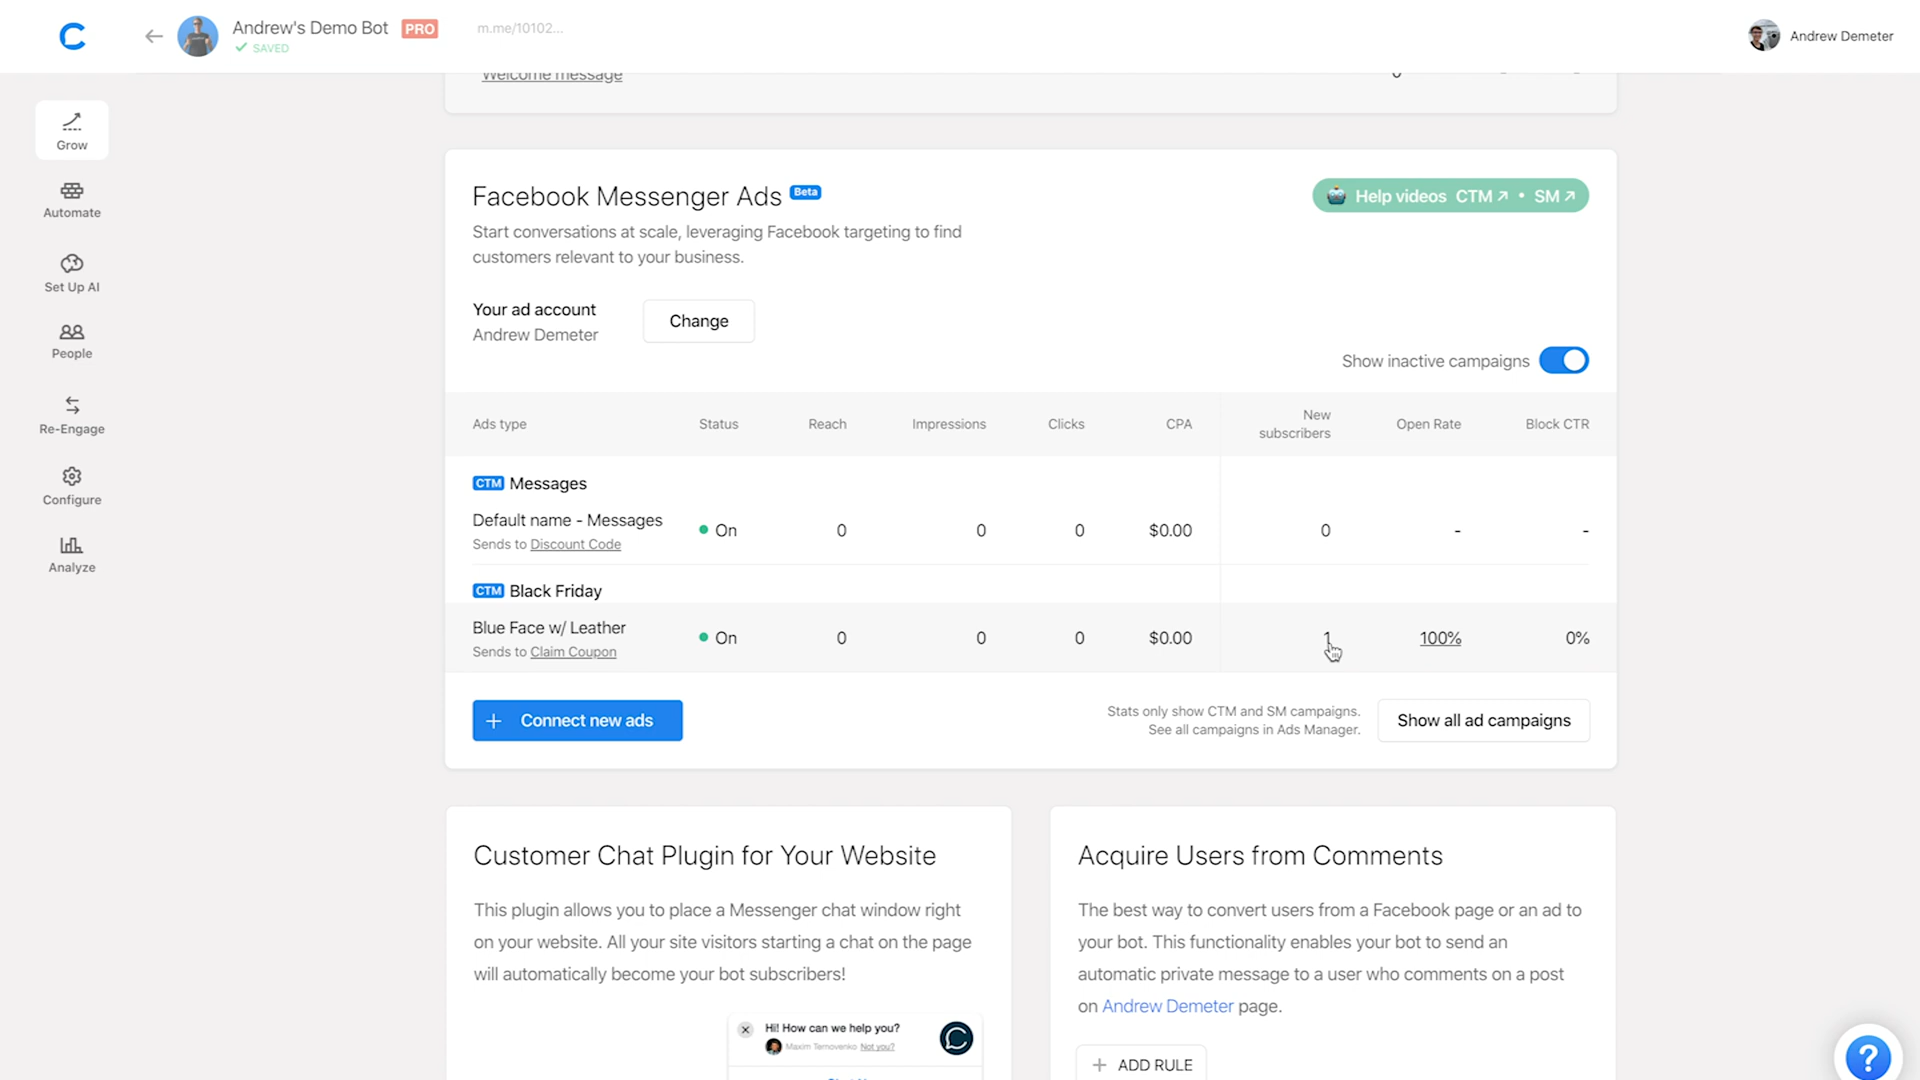 Andrew's Demo Bot PRO
SAVED
m.me/10102...
Andrew Demeter
Welcome message
Grow
Automate
Set Up AI
People
Re-Engage
Configure
Analyze
Facebook Messenger Ads Beta
Help videos CTM ↗ • SM ↗
Start conversations at scale, leveraging Facebook targeting to find
customers relevant to your business.
Your ad account
Andrew Demeter
Change
Show inactive campaigns
Ads type Status Reach Impressions Clicks CPA New subscribers Open Rate Block CTR
CTM Messages
Default name - Messages On 0 0 0 $0.00 0 - -
Sends to Discount Code
CTM Black Friday
Blue Face w/ Leather On 0 0 0 $0.00 1 100% 0%
Sends to Claim Coupon
+ Connect new ads
Stats only show CTM and SM campaigns.
See all campaigns in Ads Manager.
Show all ad campaigns
Customer Chat Plugin for Your Website
This plugin allows you to place a Messenger chat window right
on your website. All your site visitors starting a chat on the page
will automatically become your bot subscribers!
Hi! How can we help you?
Maxim Ternovenko Not you?
Acquire Users from Comments
The best way to convert users from a Facebook page or an ad to
your bot. This functionality enables your bot to send an
automatic private message to a user who comments on a post
on Andrew Demeter page.
+ ADD RULE
?